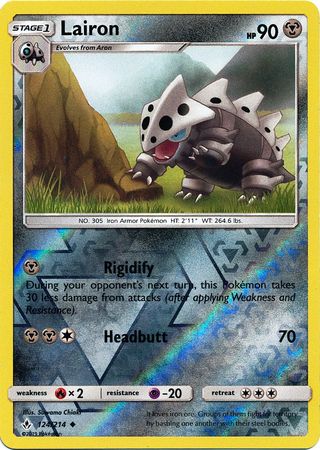 STAGE 1 Lairon HP 90
Evolves from Aron
NO. 305 Iron Armor Pokémon HT: 2'11" WT: 264.6 lbs.
Rigidify
During your opponent's next turn, this Pokémon takes
30 less damage from attacks (after applying Weakness and
Resistance).
Headbutt 70
weakness ×2 resistance -20 retreat
Illus. Suwama Chiaki
124/214
It loves iron ore. Groups of them fight for territory
by bashing one another with their steel bodies.